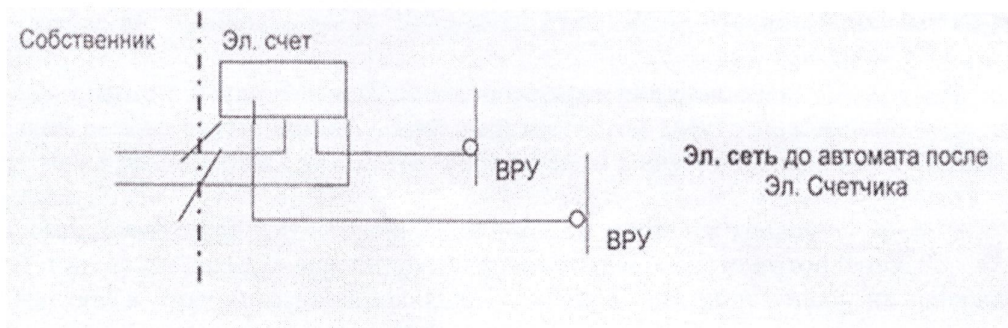 Собственник
Эл. счет
ВРУ
Эл. сеть до автомата после
Эл. Счетчика
ВРУ